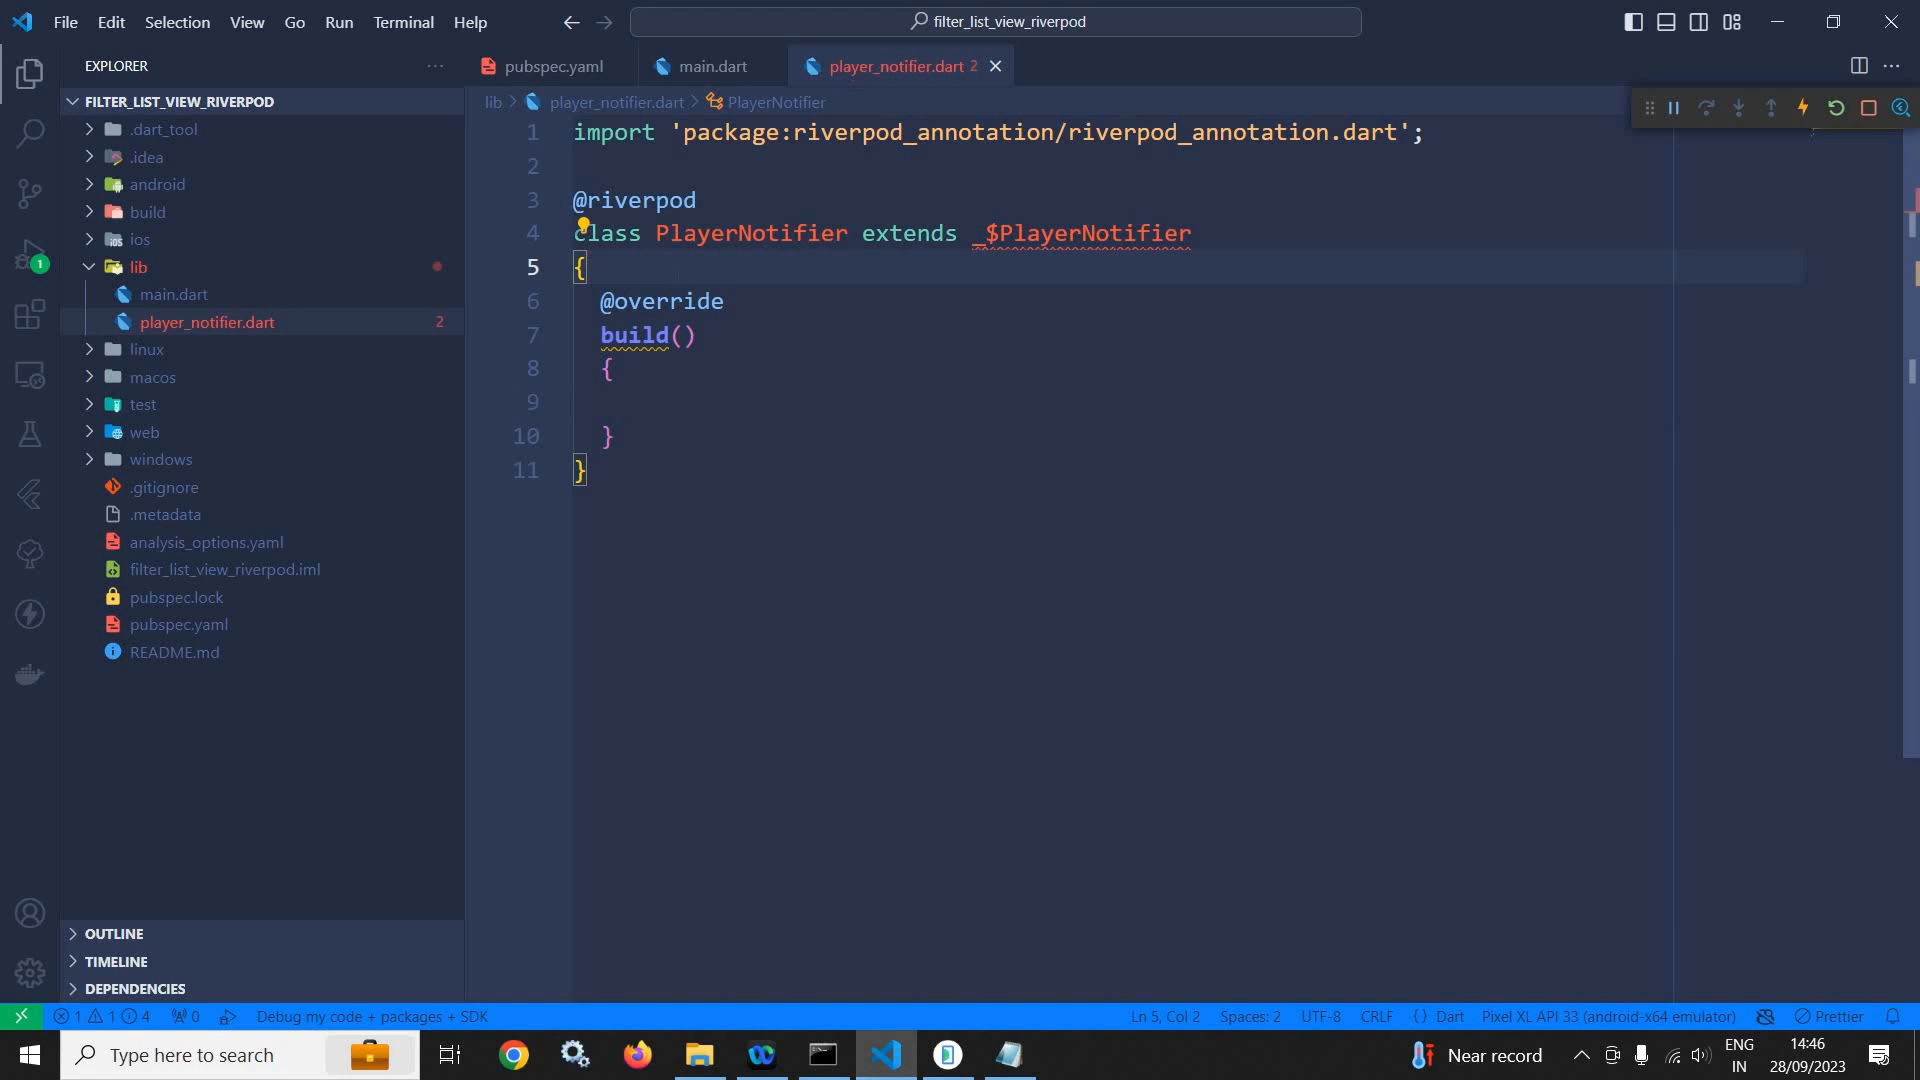 File Edit Selection View Go Run Terminal Help
filter_list_view_riverpod
EXPLORER
pubspec.yaml
main.dart
player_notifier.dart 2
FILTER_LIST_VIEW_RIVERPOD
lib > player_notifier.dart > PlayerNotifier
.dart_tool
.idea
android
build
ios
lib
main.dart
player_notifier.dart 2
linux
macos
test
web
windows
.gitignore
.metadata
analysis_options.yaml
filter_list_view_riverpod.iml
pubspec.lock
pubspec.yaml
README.md
1 import 'package:riverpod_annotation/riverpod_annotation.dart';
2
3 @riverpod
4 class PlayerNotifier extends _$PlayerNotifier
5 {
6 @override
7 build()
8 {
9
10 }
11 }
1
OUTLINE
TIMELINE
DEPENDENCIES
1 1 4 0 Debug my code + packages + SDK
Ln 5, Col 2 Spaces: 2 UTF-8 CRLF {} Dart Pixel XL API 33 (android-x64 emulator) Prettier
Type here to search
Near record
ENG
IN
14:46
28/09/2023